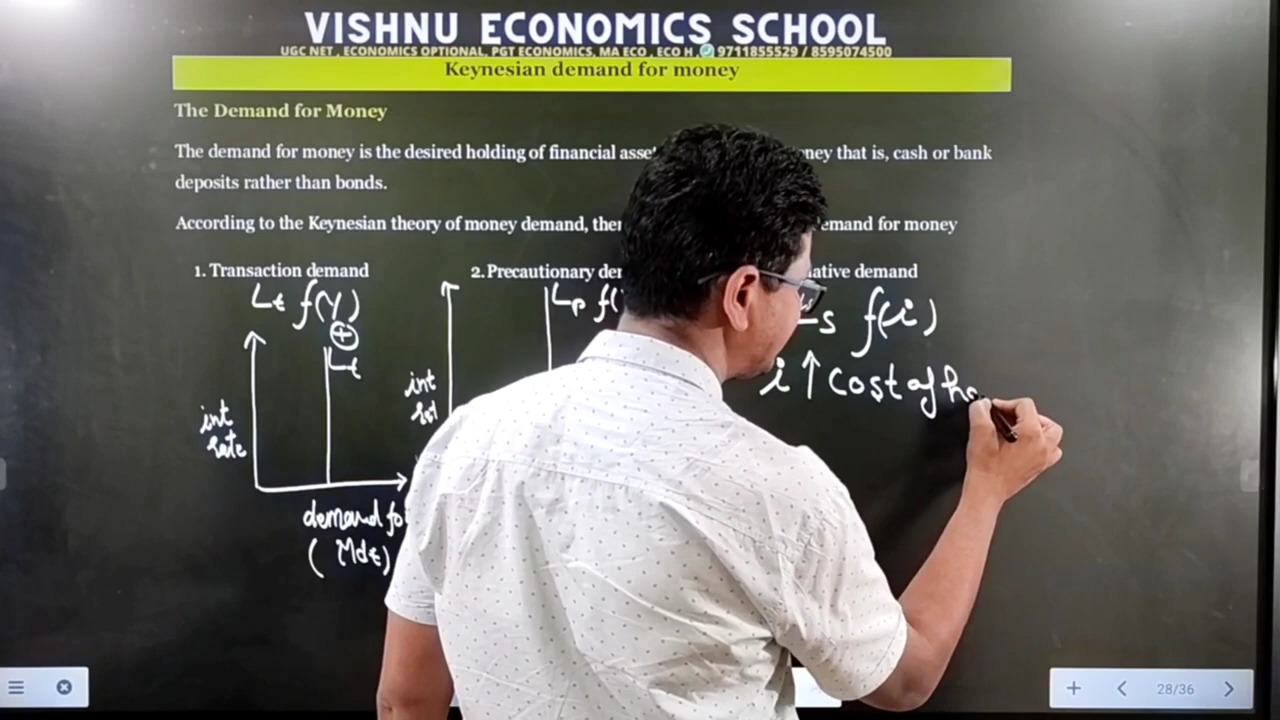 VISHNU ECONOMICS SCHOOL
UGC NET , ECONOMICS OPTIONAL, PGT ECONOMICS, MA ECO , ECO H , 9711855529 / 8595074500
Keynesian demand for money
The Demand for Money
The demand for money is the desired holding of financial asse ney that is, cash or bank
deposits rather than bonds.
According to the Keynesian theory of money demand, ther emand for money
1. Transaction demand 2. Precautionary de ative demand
Lt f(Y) Lp f( Ls f(i)
+
Lt
i ↑ cost of ho
int
rate
int
demand fo
(Mdt)
28/36